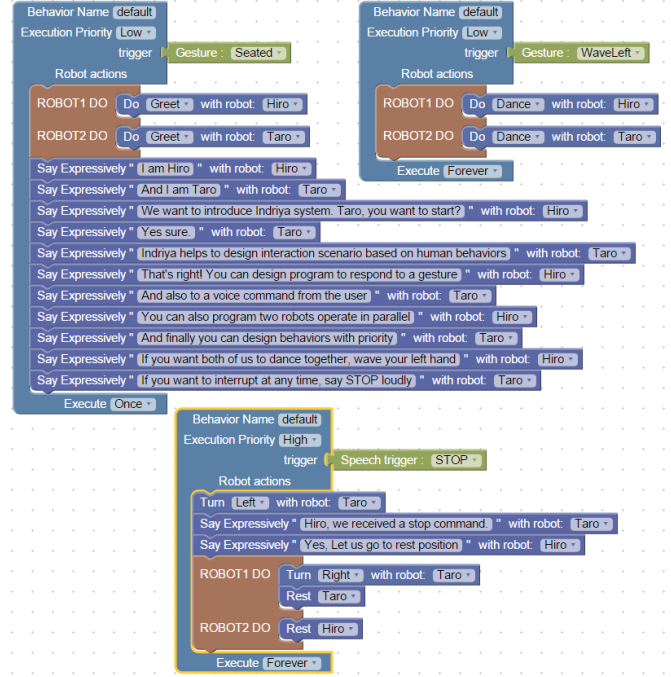 Behavior Name default
Execution Priority Low
trigger Gesture : Seated
Robot actions
ROBOT1 DO Do Greet with robot: Hiro
ROBOT2 DO Do Greet with robot: Taro
Say Expressively " I am Hiro " with robot: Hiro
Say Expressively " And I am Taro " with robot: Taro
Say Expressively " We want to introduce Indriya system. Taro, you want to start? " with robot: Hiro
Say Expressively " Yes sure. " with robot: Taro
Say Expressively " Indriya helps to design interaction scenario based on human behaviors " with robot: Taro
Say Expressively " That's right! You can design program to respond to a gesture " with robot: Hiro
Say Expressively " And also to a voice command from the user " with robot: Taro
Say Expressively " You can also program two robots operate in parallel " with robot: Hiro
Say Expressively " And finally you can design behaviors with priority " with robot: Taro
Say Expressively " If you want both of us to dance together, wave your left hand " with robot: Hiro
Say Expressively " If you want to interrupt at any time, say STOP loudly " with robot: Taro
Execute Once
Behavior Name default
Execution Priority Low
trigger Gesture : WaveLeft
Robot actions
ROBOT1 DO Do Dance with robot: Hiro
ROBOT2 DO Do Dance with robot: Taro
Execute Forever
Behavior Name default
Execution Priority High
trigger Speech trigger : STOP
Robot actions
Turn Left with robot: Taro
Say Expressively " Hiro, we received a stop command. " with robot: Taro
Say Expressively " Yes, Let us go to rest position " with robot: Hiro
ROBOT1 DO Turn Right with robot: Taro
Rest Taro
ROBOT2 DO Rest Hiro
Execute Forever